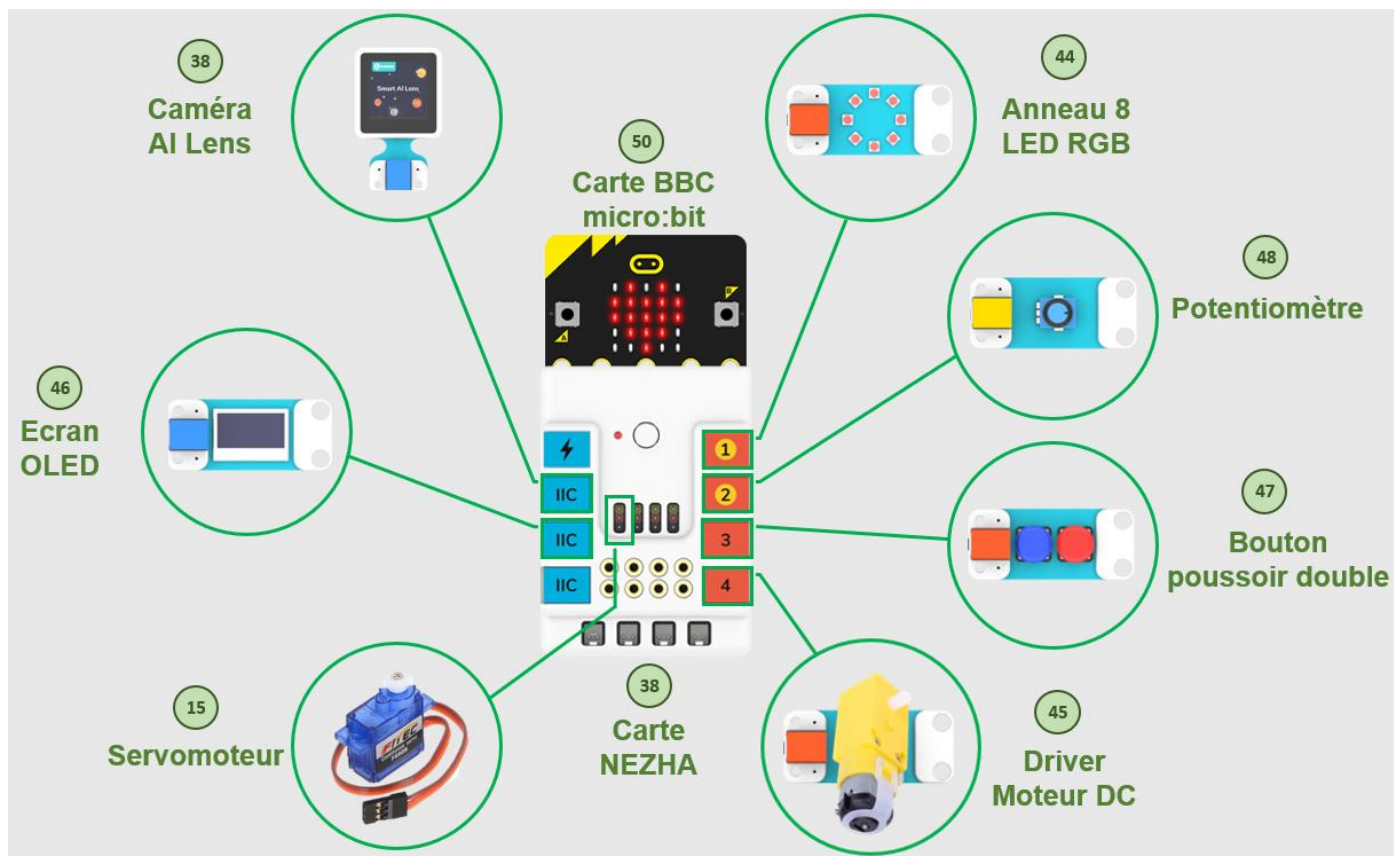 38
Caméra
AI Lens
Smart AI Lens
44
Anneau 8
LED RGB
50
Carte BBC
micro:bit
B
A
48
Potentiomètre
46
Ecran
OLED
1
IIC
2
IIC
3
IIC
4
47
Bouton
poussoir double
15
Servomoteur
38
Carte
NEZHA
45
Driver
Moteur DC